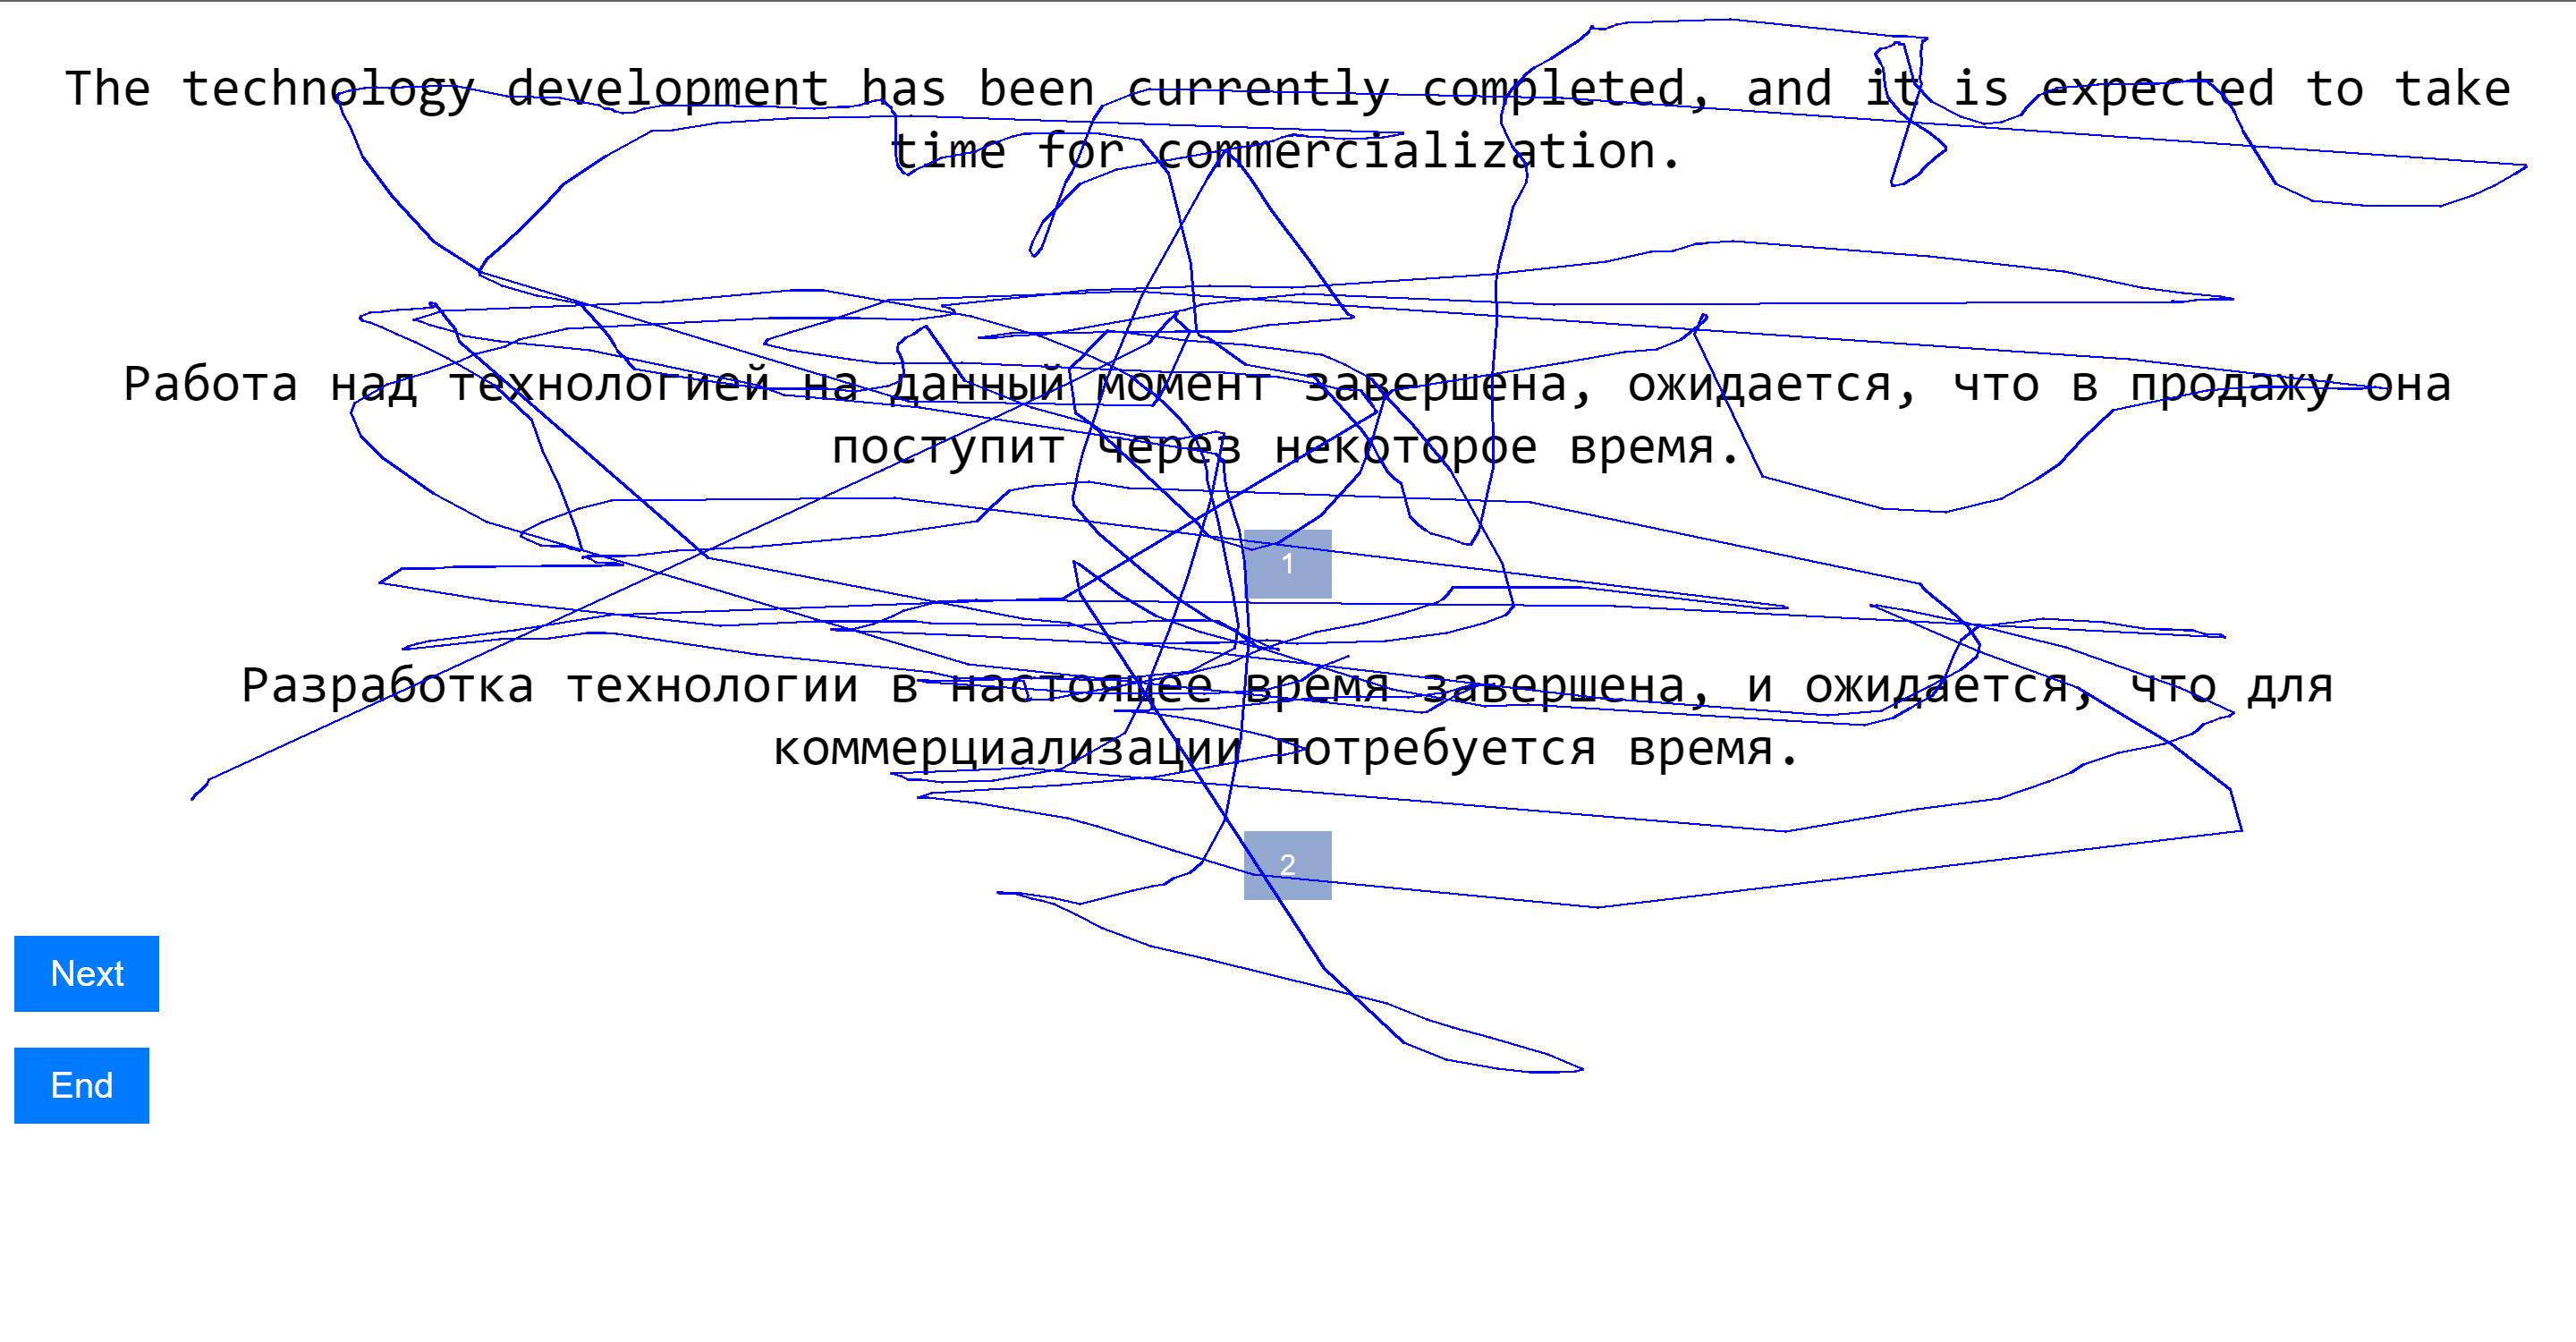 The technology development has been currently completed, and it is expected to take
time for commercialization.
Работа над технологией на данный момент завершена, ожидается, что в продажу она
поступит через некоторое время.
1
Разработка технологии в настоящее время завершена, и ожидается, что для
коммерциализации потребуется время.
2
Next
End